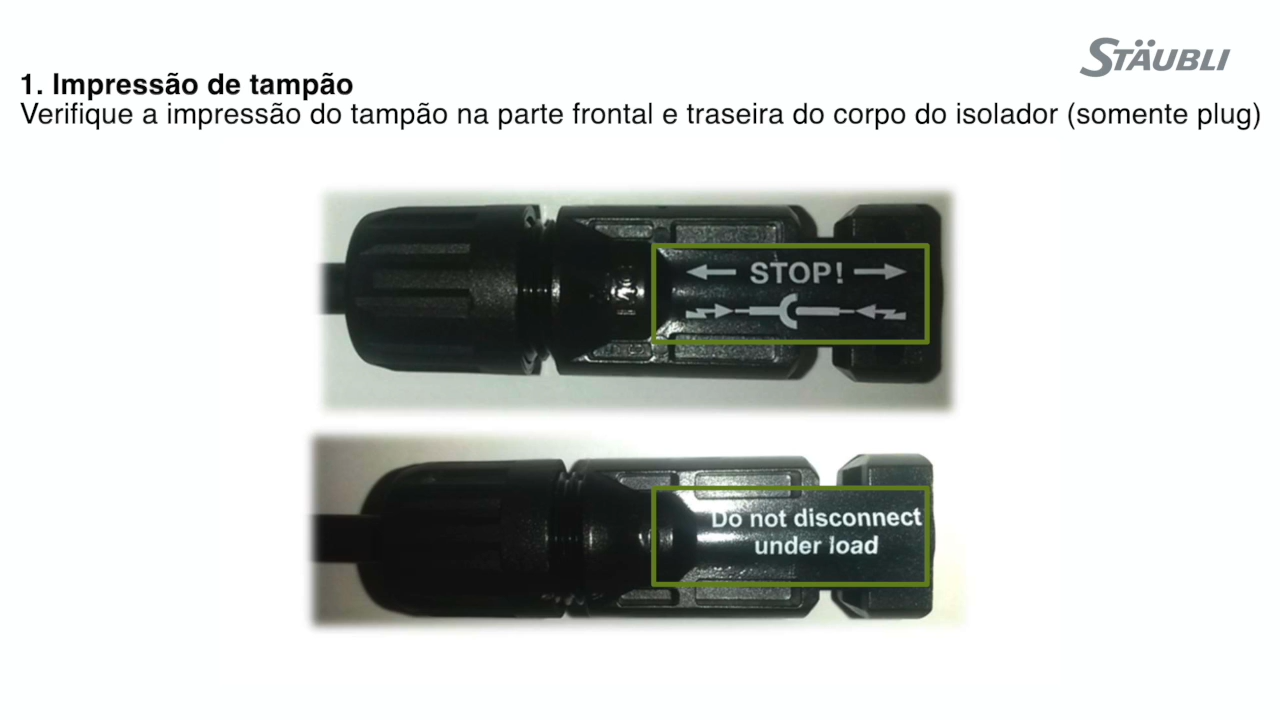 STÄUBLI
1. Impressão de tampão
Verifique a impressão do tampão na parte frontal e traseira do corpo do isolador (somente plug)
STOP!
Do not disconnect
under load